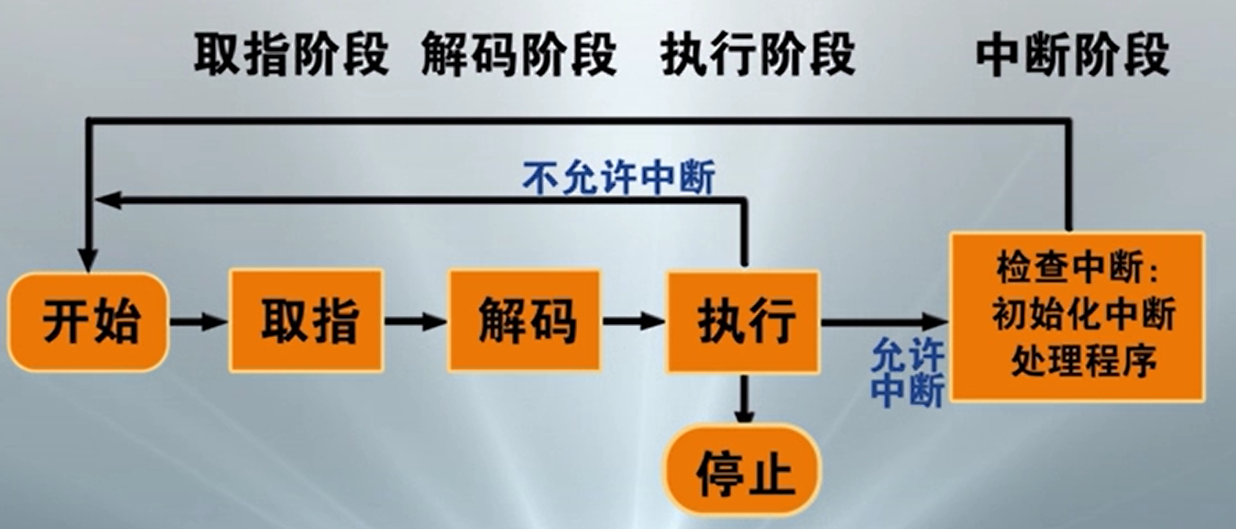 取指阶段 解码阶段 执行阶段 中断阶段
不允许中断
开始
取指
解码
执行
允许
中断
检查中断：
初始化中断
处理程序
停止